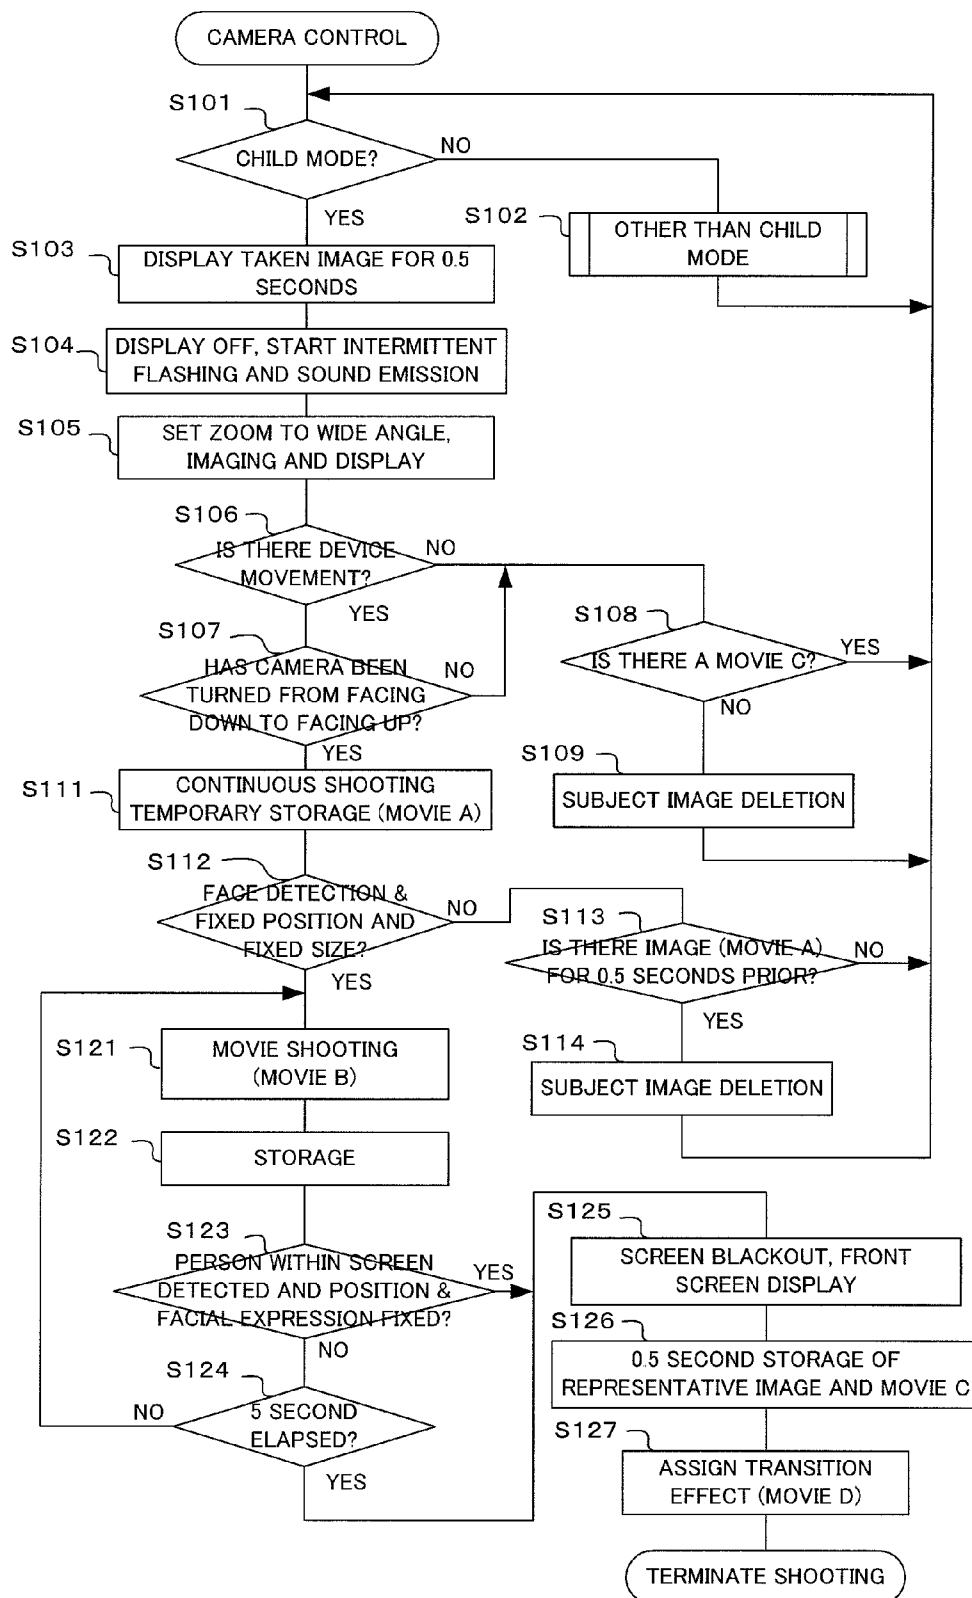 CAMERA CONTROL
S101
CHILD MODE?
NO
YES
S102
OTHER THAN CHILD
MODE
S103
DISPLAY TAKEN IMAGE FOR 0.5
SECONDS
S104
DISPLAY OFF, START INTERMITTENT
FLASHING AND SOUND EMISSION
S105
SET ZOOM TO WIDE ANGLE,
IMAGING AND DISPLAY
S106
IS THERE DEVICE
MOVEMENT?
NO
YES
S107
HAS CAMERA BEEN
TURNED FROM FACING
DOWN TO FACING UP?
NO
YES
S108
IS THERE A MOVIE C?
YES
NO
S109
SUBJECT IMAGE DELETION
S111
CONTINUOUS SHOOTING
TEMPORARY STORAGE (MOVIE A)
S112
FACE DETECTION &
FIXED POSITION AND
FIXED SIZE?
NO
YES
S113
IS THERE IMAGE (MOVIE A)
FOR 0.5 SECONDS PRIOR?
NO
YES
S114
SUBJECT IMAGE DELETION
S121
MOVIE SHOOTING
(MOVIE B)
S122
STORAGE
S123
PERSON WITHIN SCREEN
DETECTED AND POSITION &
FACIAL EXPRESSION FIXED?
YES
NO
S124
5 SECOND
ELAPSED?
NO
YES
S125
SCREEN BLACKOUT, FRONT
SCREEN DISPLAY
S126
0.5 SECOND STORAGE OF
REPRESENTATIVE IMAGE AND MOVIE C
S127
ASSIGN TRANSITION
EFFECT (MOVIE D)
TERMINATE SHOOTING